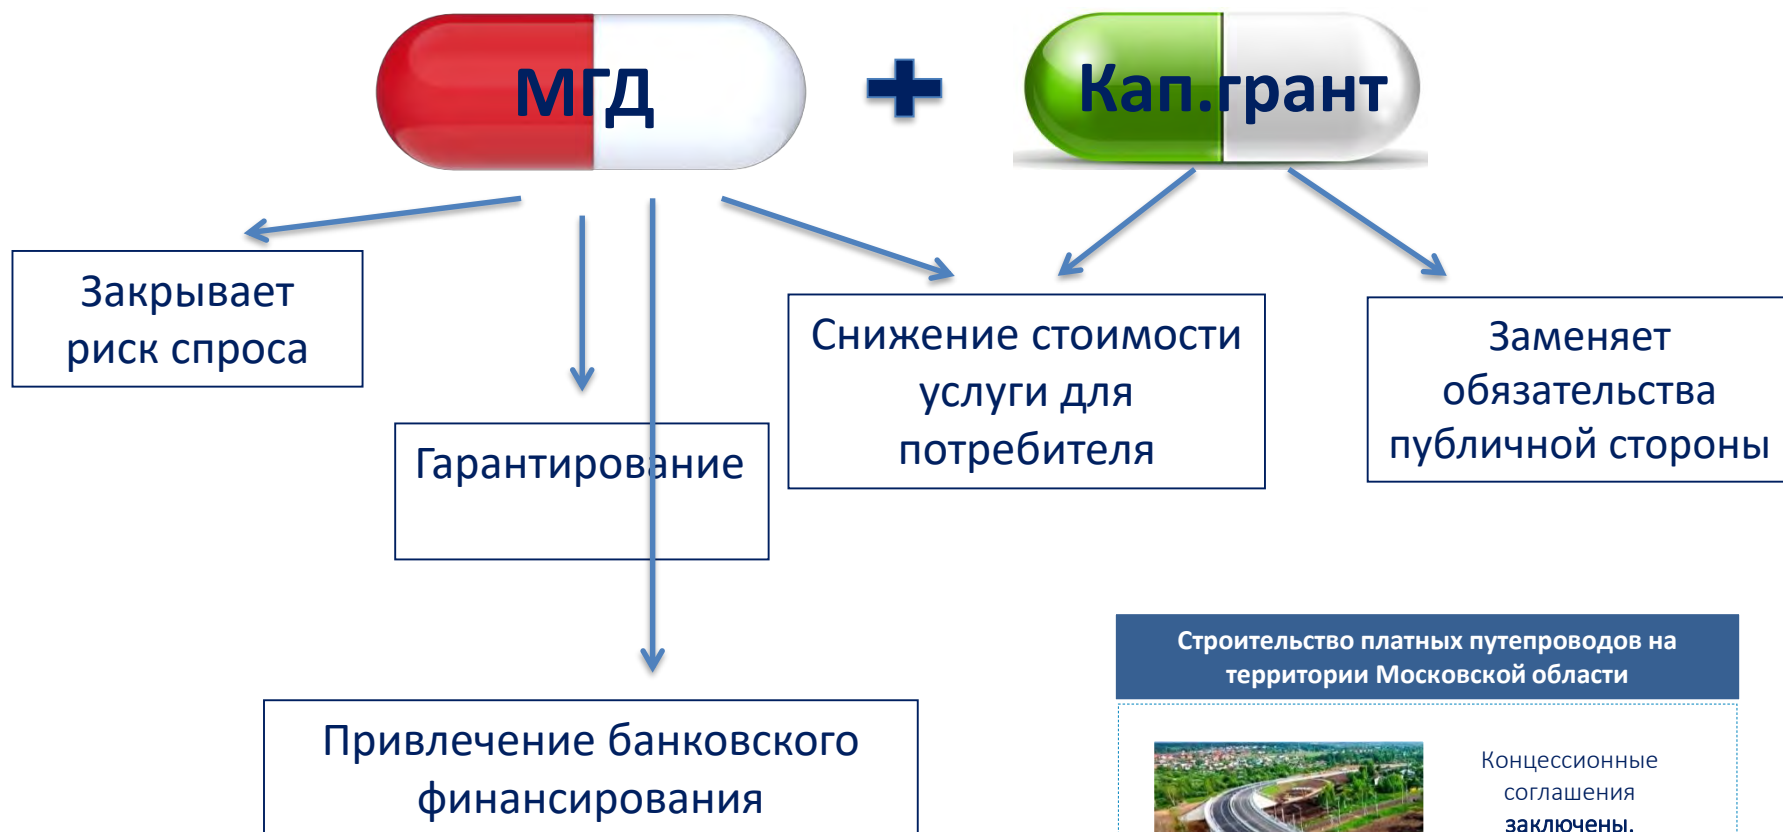 МГД
Кап.грант
Закрывает
риск спроса
Гарантирование
Снижение стоимости
услуги для
потребителя
Заменяет
обязательства
публичной стороны
Привлечение банковского
финансирования
Строительство платных путепроводов на
территории Московской области
Концессионные
соглашения
заключены.